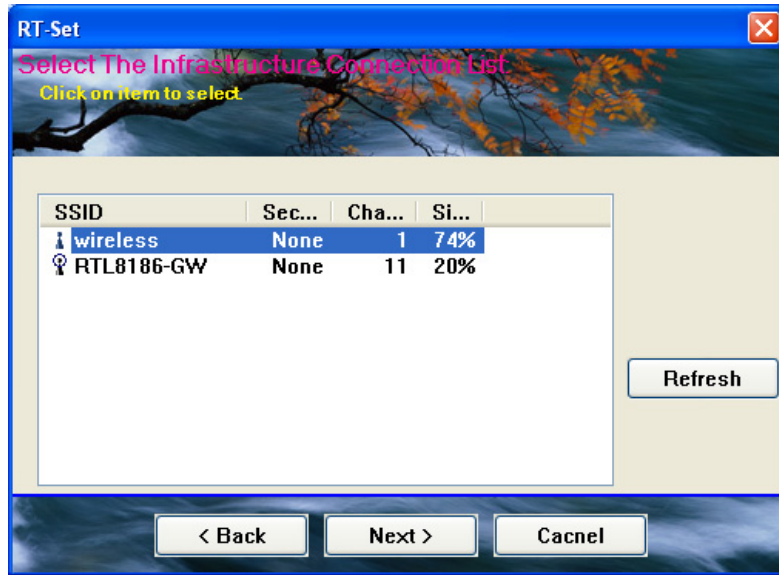 RT-Set
Select The Infrastructure Connection List.
Click on item to select.
SSID Sec... Cha... Si...
wireless None 1 74%
RTL8186-GW None 11 20%
Refresh
< Back Next > Cacnel